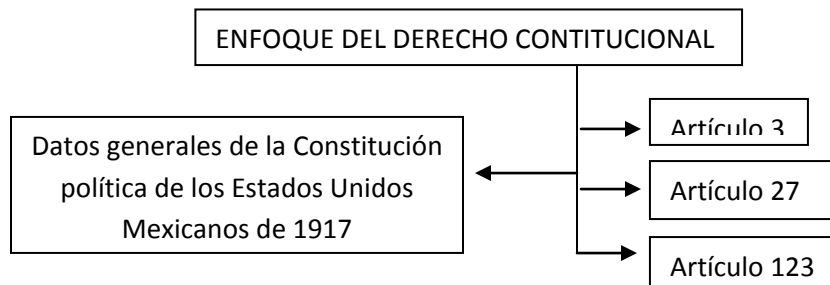 ENFOQUE DEL DERECHO CONTITUCIONAL
Datos generales de la Constitución
política de los Estados Unidos
Mexicanos de 1917
Artículo 3
Artículo 27
Artículo 123